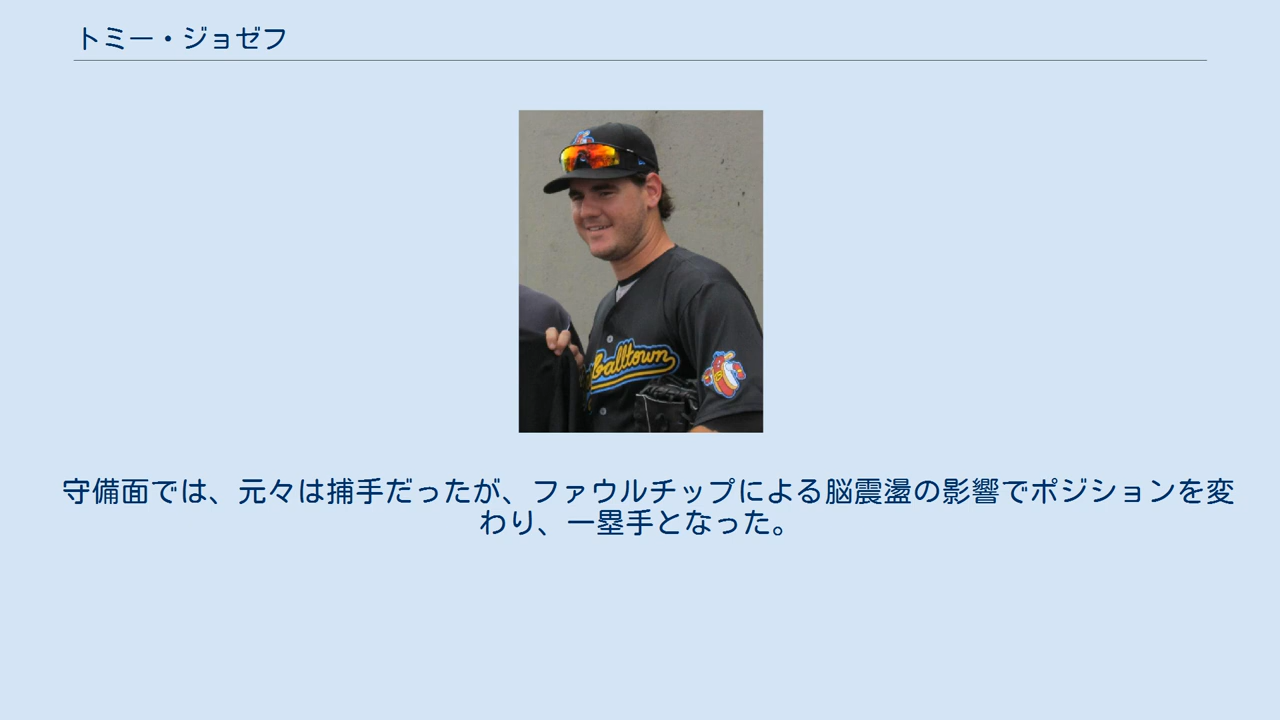 トミー・ジョゼフ
Balltown
守備面では、元々は捕手だったが、ファウルチップによる脳震盪の影響でポジションを変
わり、一塁手となった。